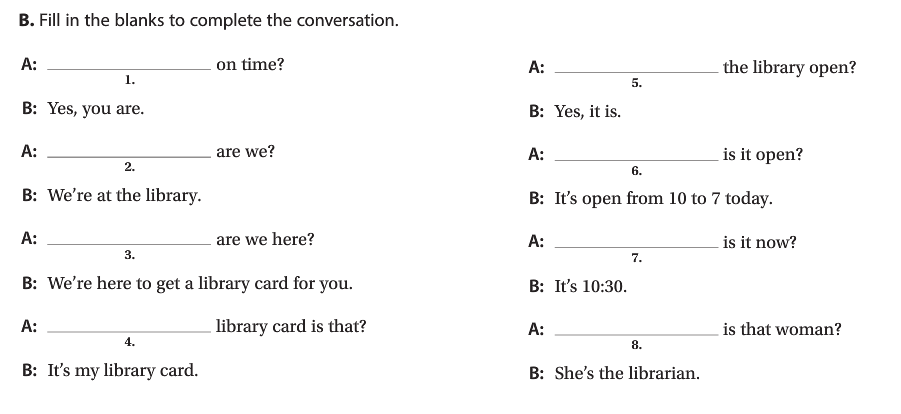 B. Fill in the blanks to complete the conversation.
A: ____________ on time?
1.
B: Yes, you are.
A: ____________ are we?
2.
B: We're at the library.
A: ____________ are we here?
3.
B: We're here to get a library card for you.
A: ____________ library card is that?
4.
B: It's my library card.
A: ____________ the library open?
5.
B: Yes, it is.
A: ____________ is it open?
6.
B: It's open from 10 to 7 today.
A: ____________ is it now?
7.
B: It's 10:30.
A: ____________ is that woman?
8.
B: She's the librarian.